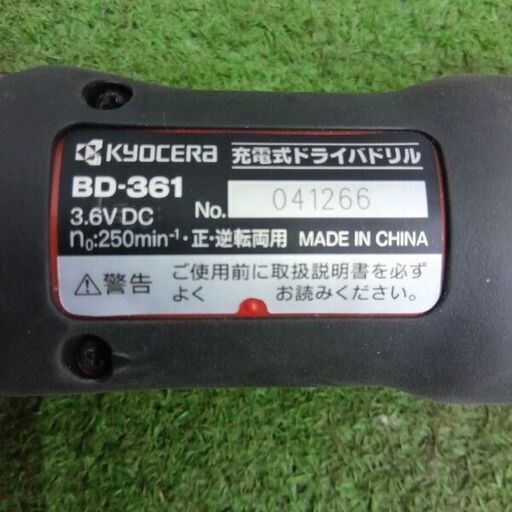 KYOCERA 充電式ドライバドリル
BD-361
No. 041266
3.6V DC
n₀:250min⁻¹・正・逆転両用 MADE IN CHINA
⚠警告 ご使用前に取扱説明書を必ず
よく お読みください。